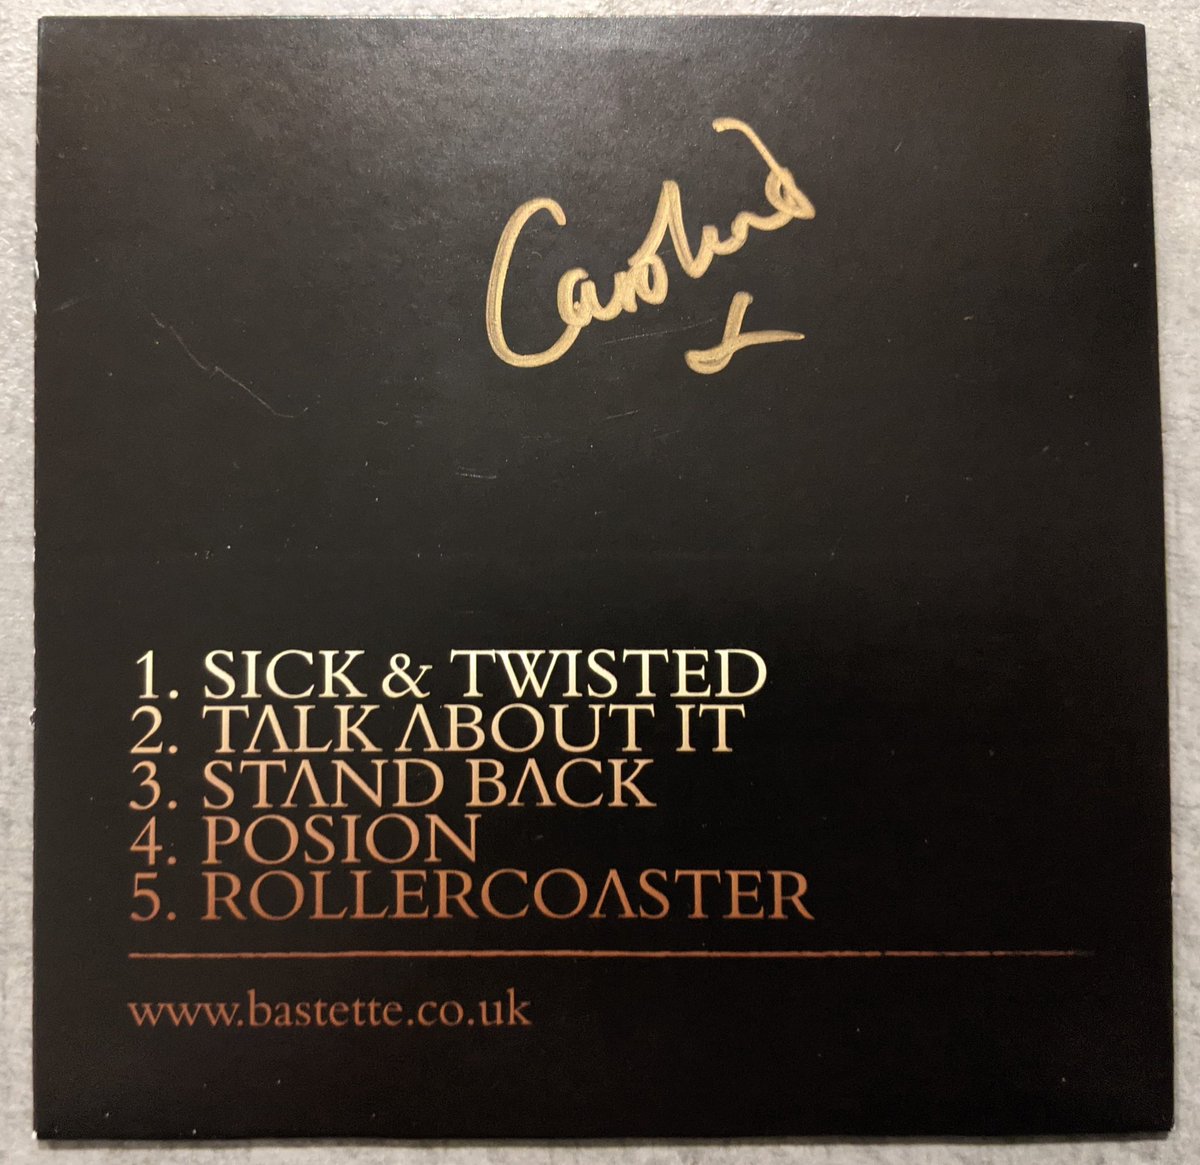 Caroline
x
1. SICK & TWISTED
2. TALK ABOUT IT
3. STAND BACK
4. POSION
5. ROLLERCOASTER
www.bastette.co.uk